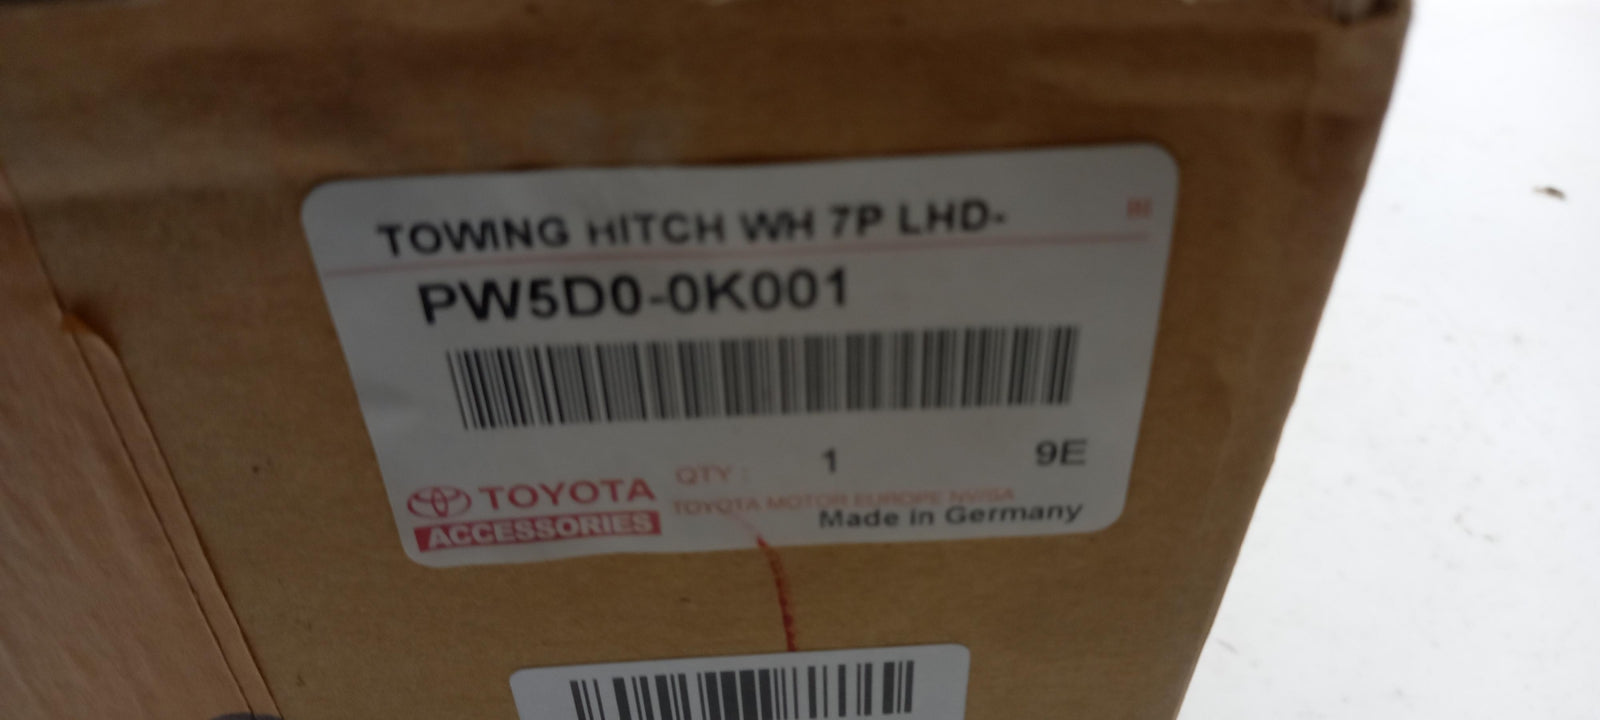 TOWING HITCH WH 7P LHD-
PW5D0-0K001
QTY : 1 9E
TOYOTA
ACCESSORIES
TOYOTA MOTOR EUROPE NV/SA
Made in Germany